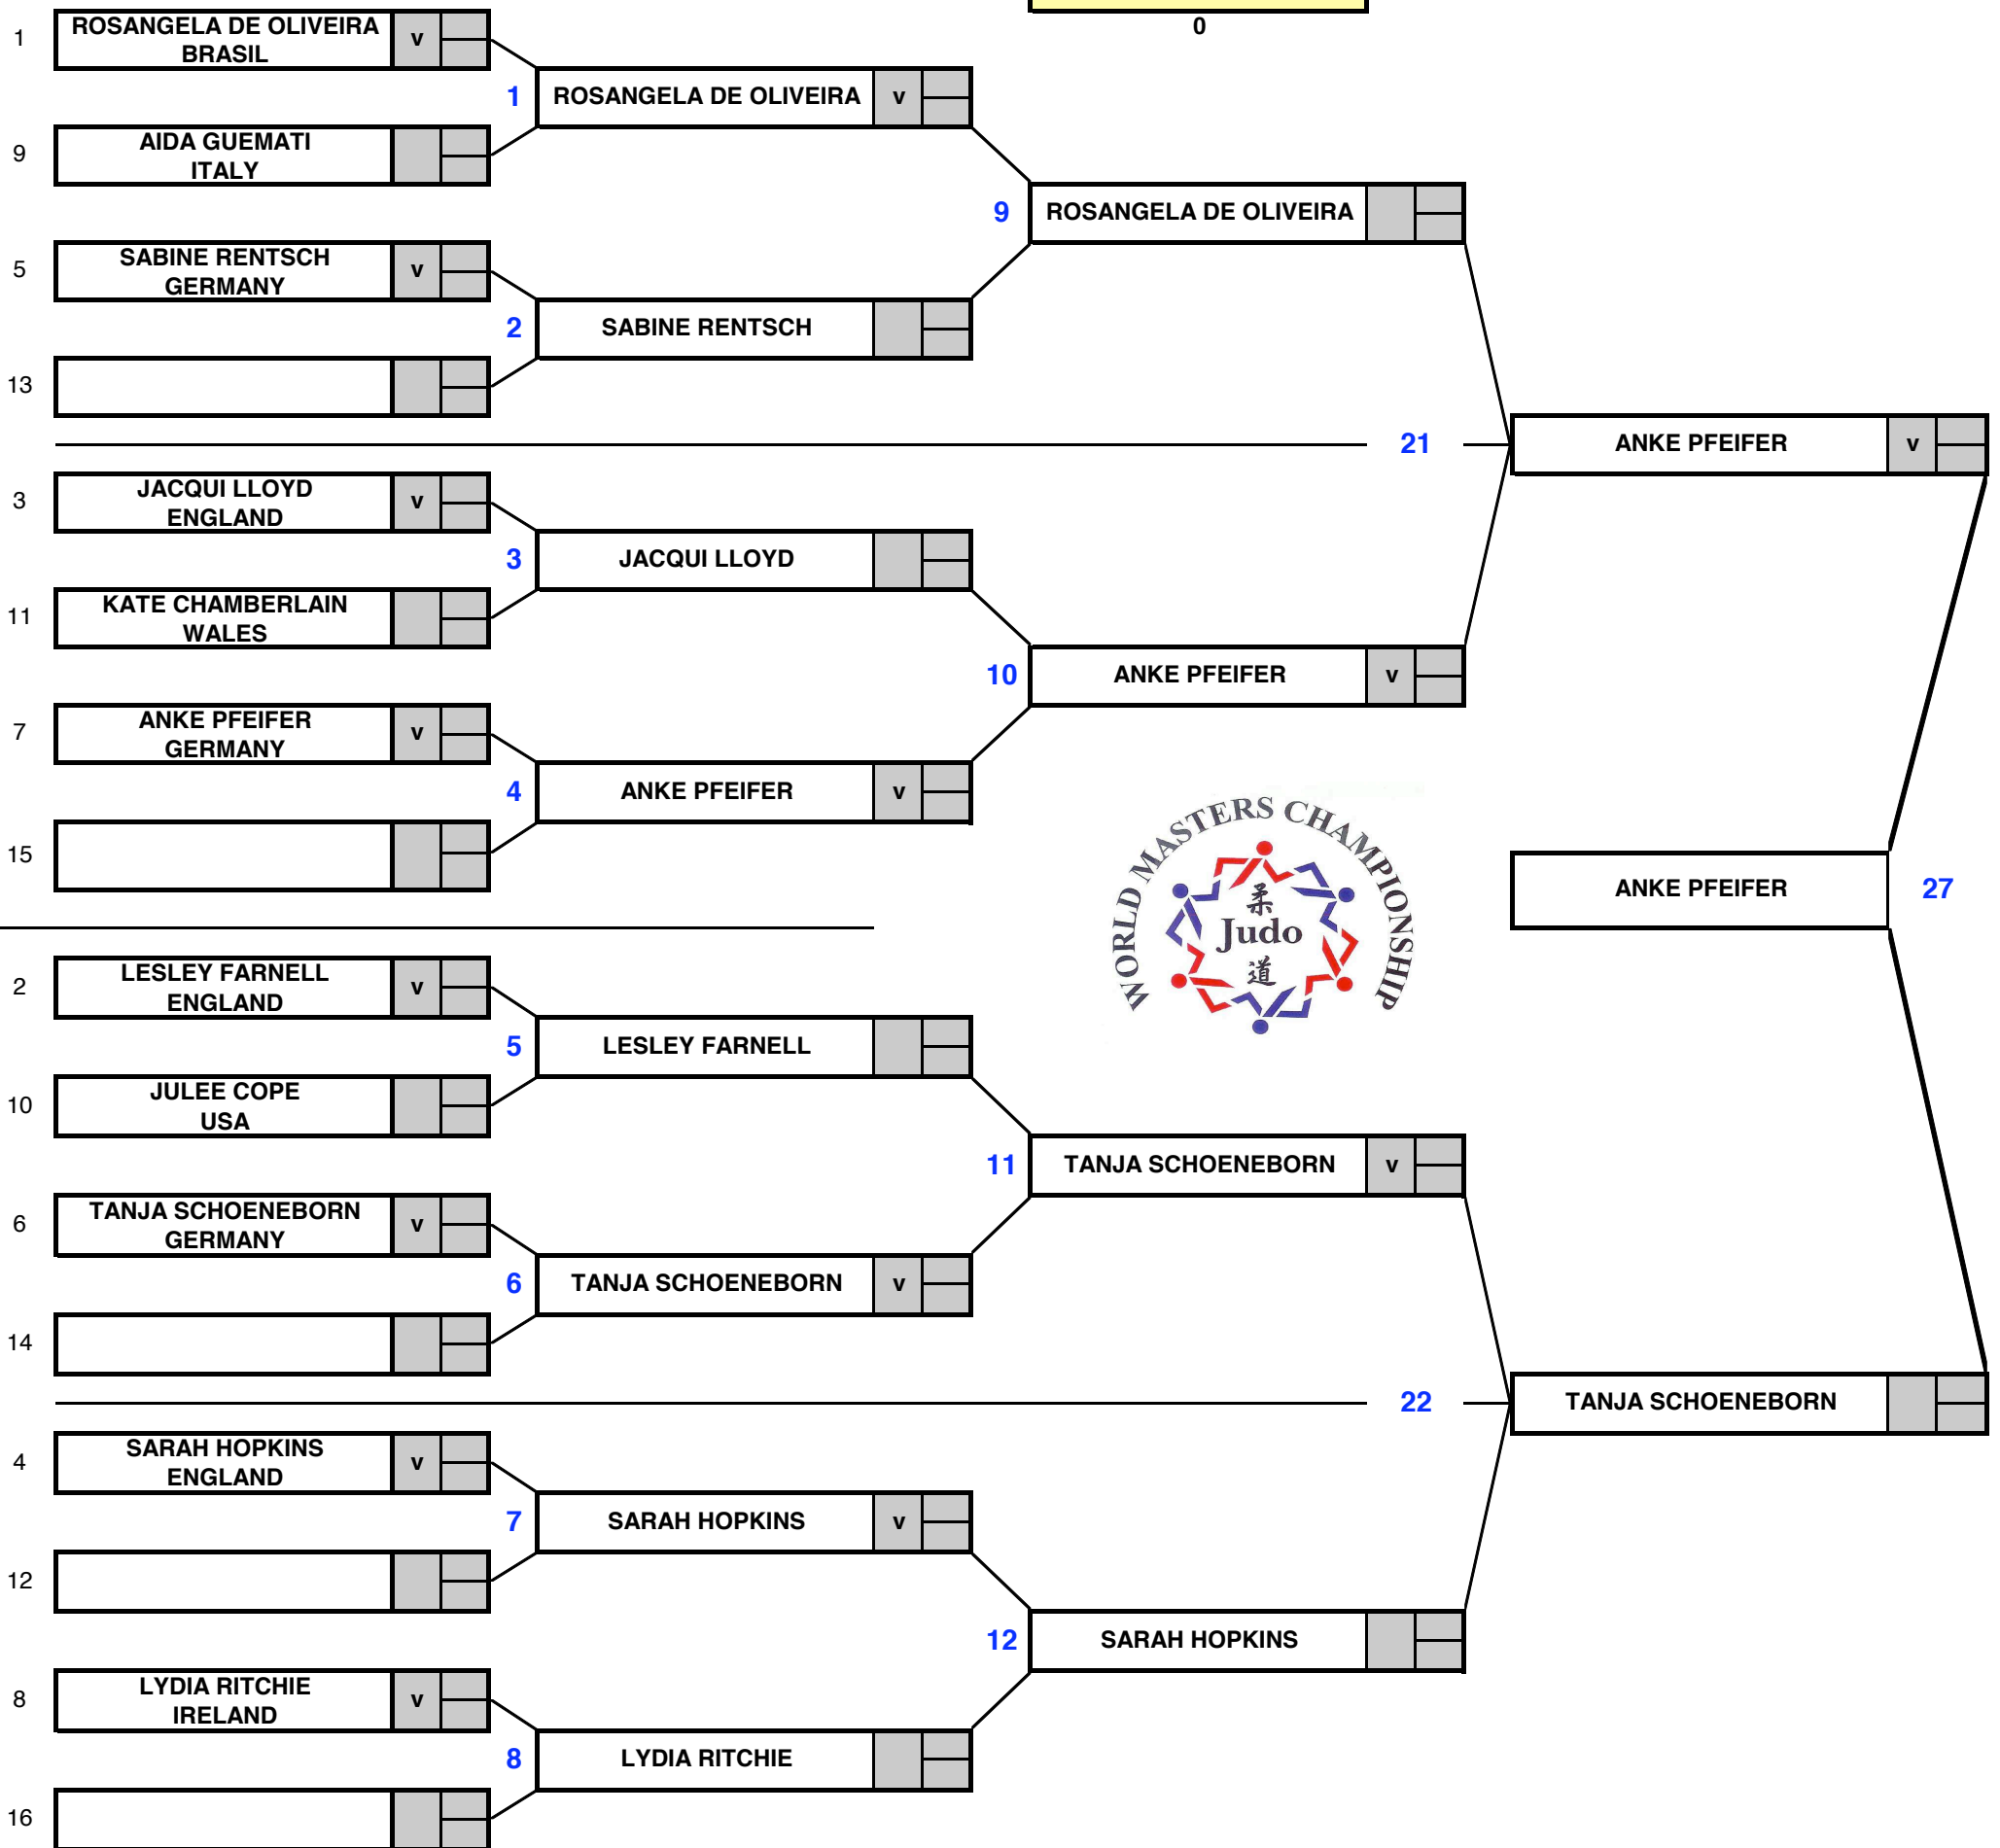 0
1
ROSANGELA DE OLIVEIRA
BRASIL
v
1
ROSANGELA DE OLIVEIRA
v
9
AIDA GUEMATI
ITALY
9
ROSANGELA DE OLIVEIRA
5
SABINE RENTSCH
GERMANY
v
2
SABINE RENTSCH
13
21
ANKE PFEIFER
v
3
JACQUI LLOYD
ENGLAND
v
3
JACQUI LLOYD
11
KATE CHAMBERLAIN
WALES
10
ANKE PFEIFER
v
7
ANKE PFEIFER
GERMANY
v
4
ANKE PFEIFER
v
15
WORLD MASTERS CHAMPIONSHIP
柔
Judo
道
ANKE PFEIFER
27
2
LESLEY FARNELL
ENGLAND
v
5
LESLEY FARNELL
10
JULEE COPE
USA
11
TANJA SCHOENEBORN
v
6
TANJA SCHOENEBORN
GERMANY
v
6
TANJA SCHOENEBORN
v
14
22
TANJA SCHOENEBORN
4
SARAH HOPKINS
ENGLAND
v
7
SARAH HOPKINS
v
12
12
SARAH HOPKINS
8
LYDIA RITCHIE
IRELAND
v
8
LYDIA RITCHIE
16